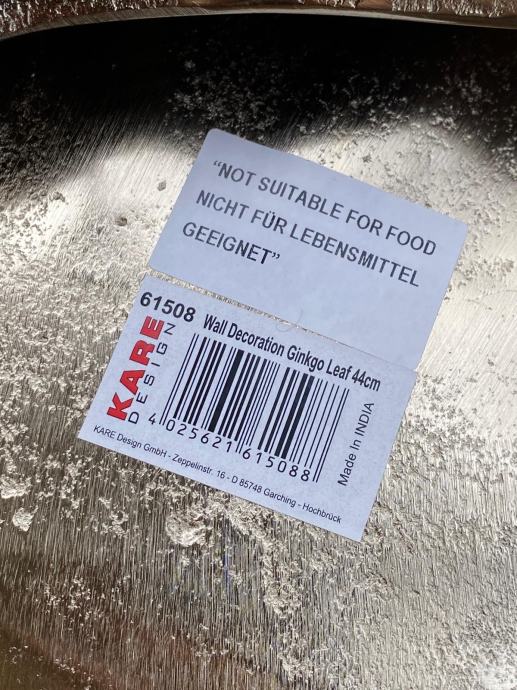 “NOT SUITABLE FOR FOOD
NICHT FÜR LEBENSMITTEL
GEEIGNET”
61508 Wall Decoration Ginkgo Leaf 44cm
KARE
DESIGN
4 025621 615088
Made In INDIA
KARE Design GmbH - Zeppelinstr. 16 - D 85748 Garching - Hochbrück